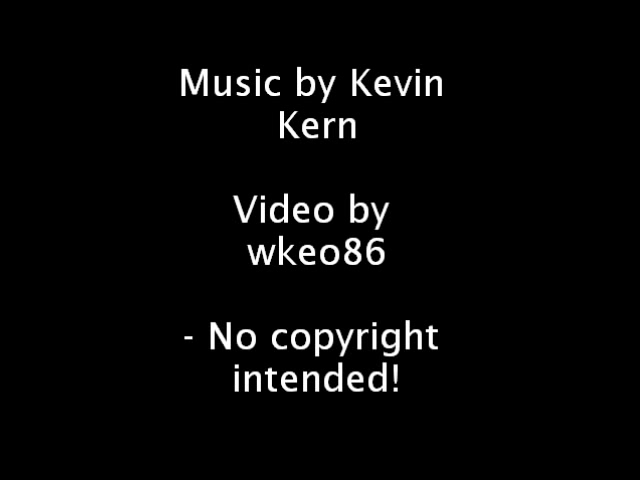 Music by Kevin
Kern
Video by
wkeo86
- No copyright
intended!